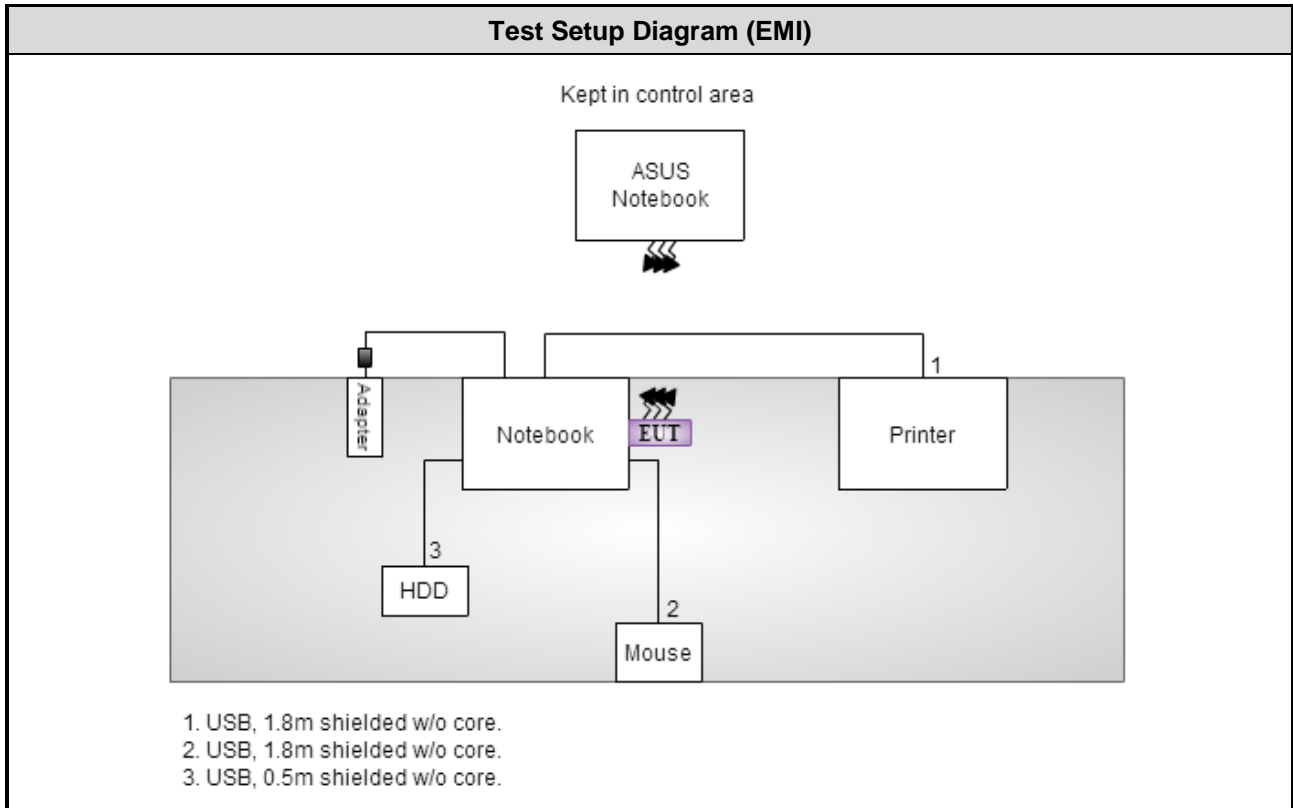 Test Setup Diagram (EMI)
Kept in control area
ASUS
Notebook
1
Adapter
Notebook
EUT
Printer
3
HDD
2
Mouse
1. USB, 1.8m shielded w/o core.
2. USB, 1.8m shielded w/o core.
3. USB, 0.5m shielded w/o core.